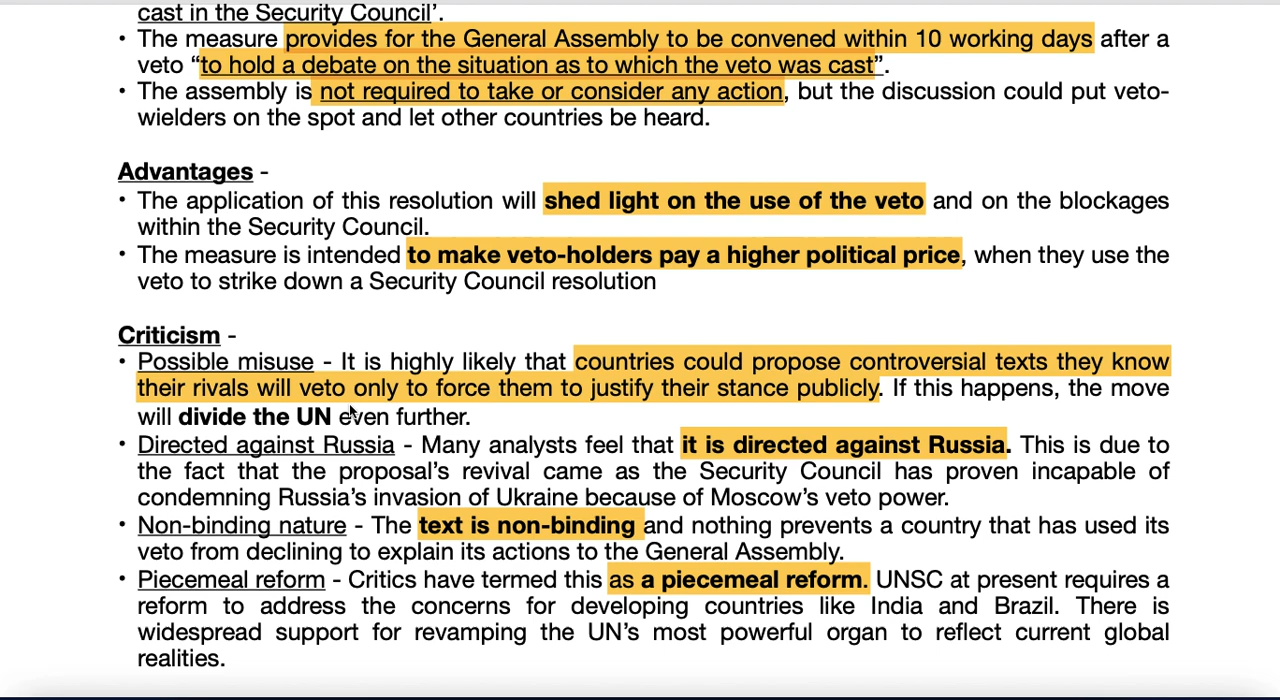 cast in the Security Council’.
• The measure provides for the General Assembly to be convened within 10 working days after a
veto “to hold a debate on the situation as to which the veto was cast”.
• The assembly is not required to take or consider any action, but the discussion could put veto-
wielders on the spot and let other countries be heard.
Advantages -
• The application of this resolution will shed light on the use of the veto and on the blockages
within the Security Council.
• The measure is intended to make veto-holders pay a higher political price, when they use the
veto to strike down a Security Council resolution
Criticism -
• Possible misuse - It is highly likely that countries could propose controversial texts they know
their rivals will veto only to force them to justify their stance publicly. If this happens, the move
will divide the UN even further.
• Directed against Russia - Many analysts feel that it is directed against Russia. This is due to
the fact that the proposal’s revival came as the Security Council has proven incapable of
condemning Russia’s invasion of Ukraine because of Moscow’s veto power.
• Non-binding nature - The text is non-binding and nothing prevents a country that has used its
veto from declining to explain its actions to the General Assembly.
• Piecemeal reform - Critics have termed this as a piecemeal reform. UNSC at present requires a
reform to address the concerns for developing countries like India and Brazil. There is
widespread support for revamping the UN’s most powerful organ to reflect current global
realities.